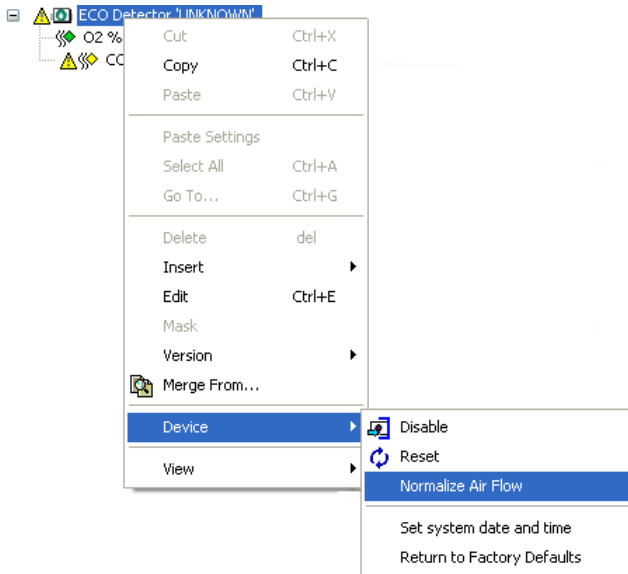 ECO Detector 'UNKNOWN'
O2 %
CO
Cut Ctrl+X
Copy Ctrl+C
Paste Ctrl+V
Paste Settings
Select All Ctrl+A
Go To... Ctrl+G
Delete del
Insert
Edit Ctrl+E
Mask
Version
Merge From...
Device
View
Disable
Reset
Normalize Air Flow
Set system date and time
Return to Factory Defaults